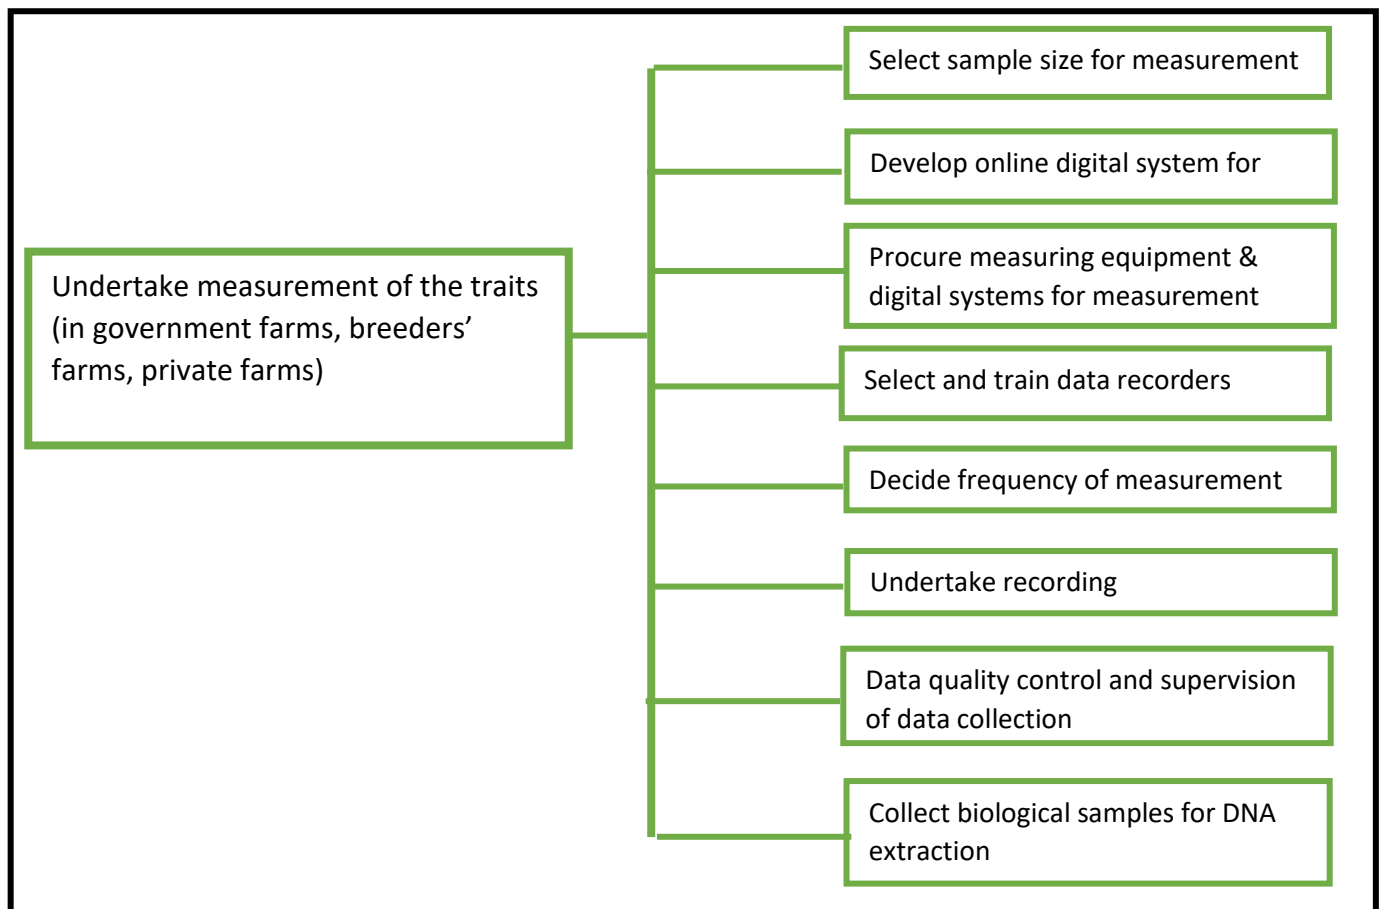 Undertake measurement of the traits
(in government farms, breeders’
farms, private farms)
Select sample size for measurement
Develop online digital system for
Procure measuring equipment &
digital systems for measurement
Select and train data recorders
Decide frequency of measurement
Undertake recording
Data quality control and supervision
of data collection
Collect biological samples for DNA
extraction